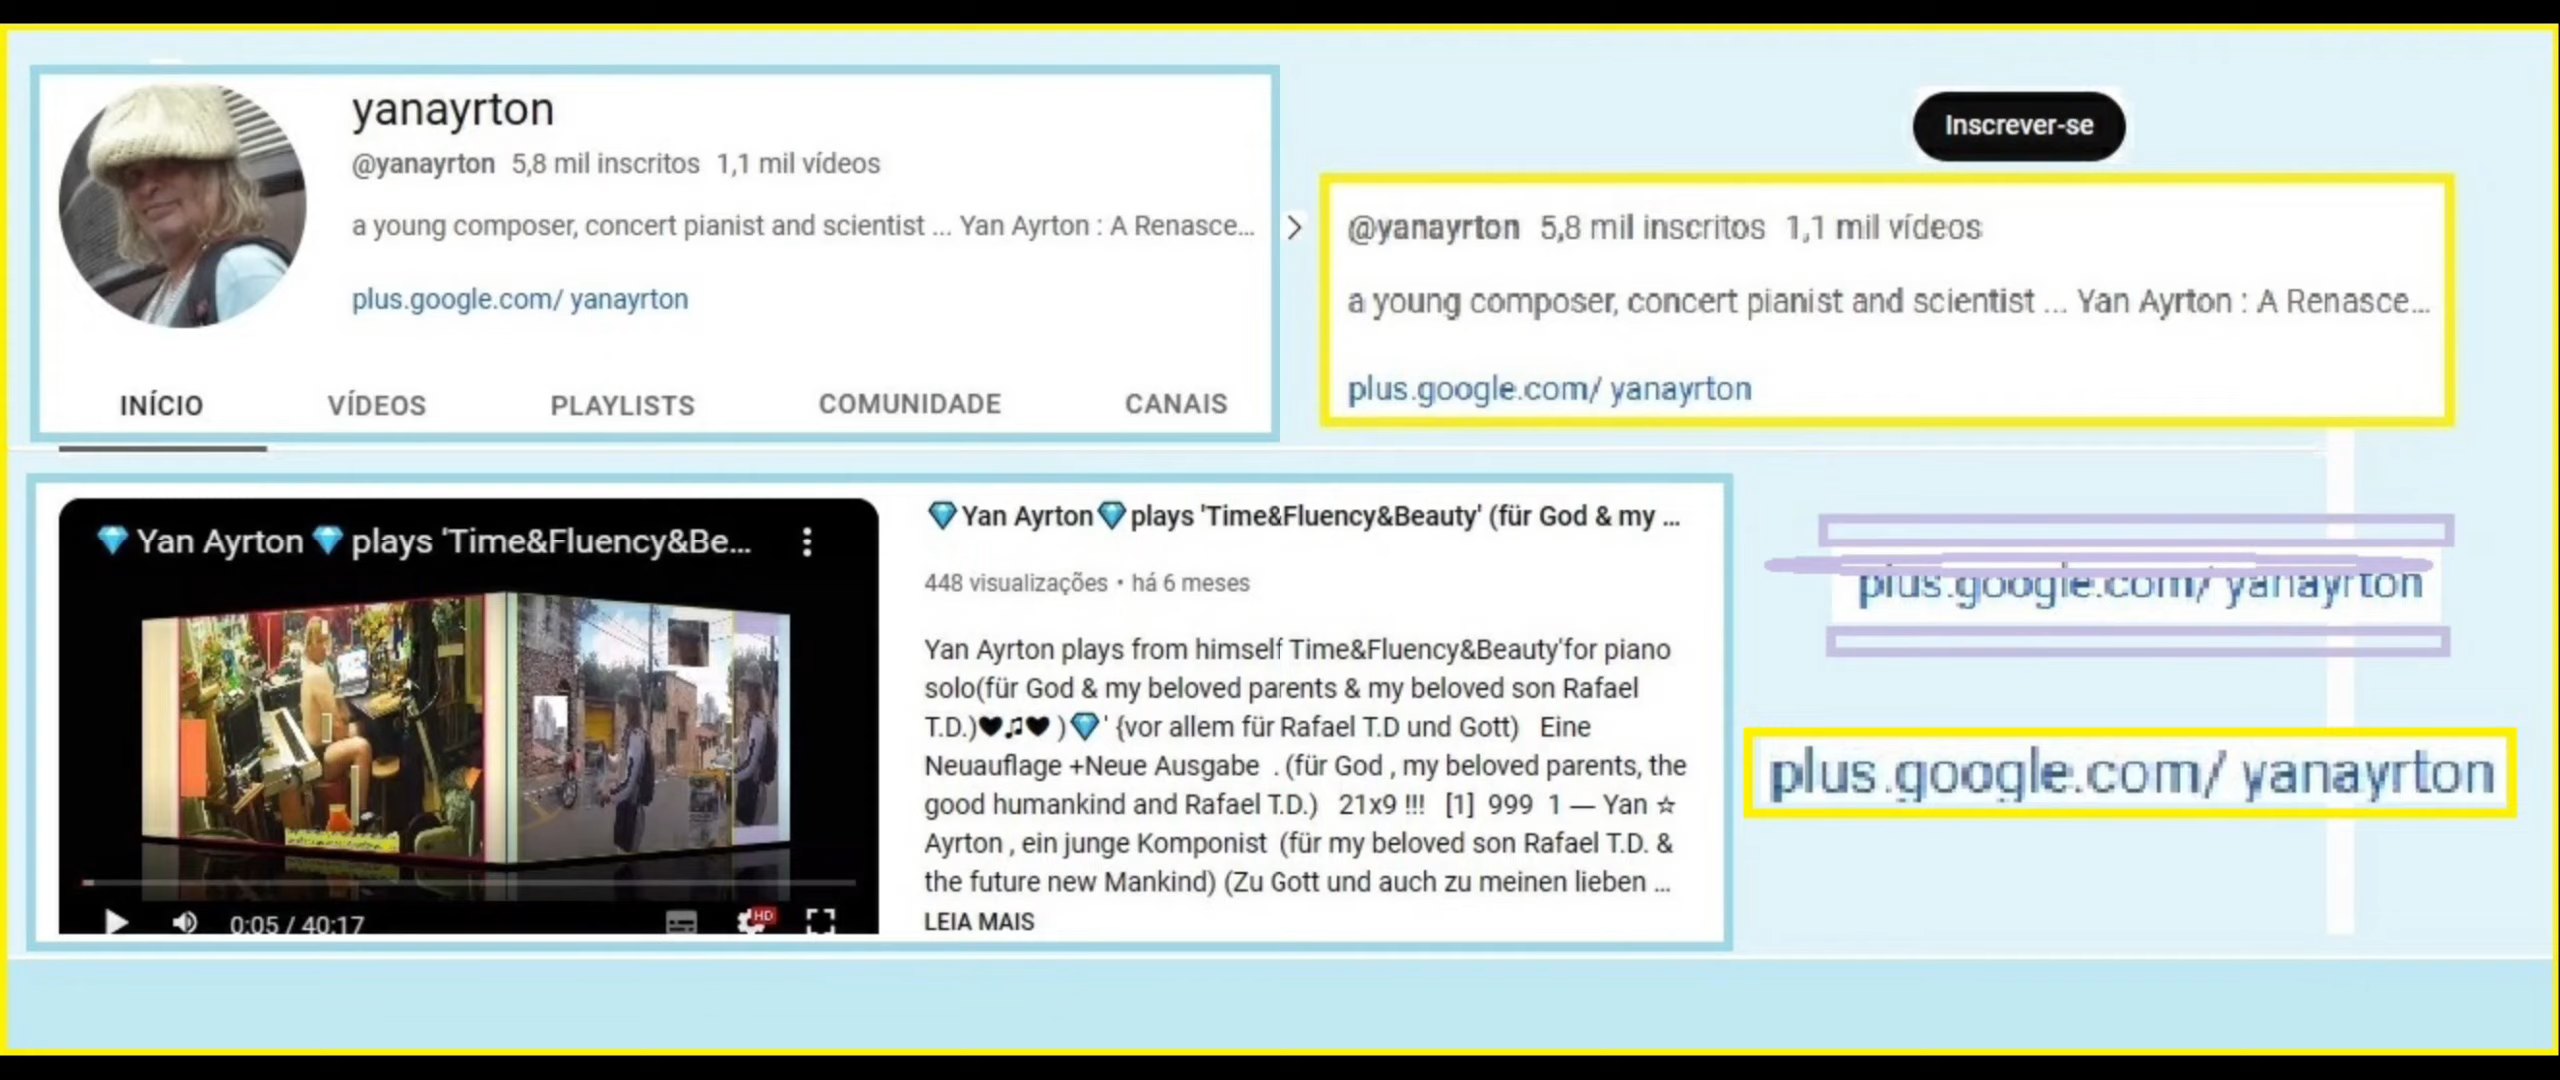 yanayrton
@yanayrton 5,8 mil inscritos 1,1 mil vídeos
a young composer, concert pianist and scientist ... Yan Ayrton : A Renasce...
plus.google.com/ yanayrton
INÍCIO VÍDEOS PLAYLISTS COMUNIDADE CANAIS
Inscrever-se
@yanayrton 5,8 mil inscritos 1,1 mil vídeos
a young composer, concert pianist and scientist ... Yan Ayrton : A Renasce...
plus.google.com/ yanayrton
💎 Yan Ayrton 💎 plays 'Time&Fluency&Be...
0:05 / 40:17
HD
💎Yan Ayrton💎plays 'Time&Fluency&Beauty' (für God & my ...
448 visualizações • há 6 meses
Yan Ayrton plays from himself Time&Fluency&Beauty'for piano
solo(für God & my beloved parents & my beloved son Rafael
T.D.)♥♫♥ )💎' {vor allem für Rafael T.D und Gott) Eine
Neuauflage +Neue Ausgabe . (für God , my beloved parents, the
good humankind and Rafael T.D.) 21x9 !!! [1] 999 1 — Yan ☆
Ayrton , ein junge Komponist (für my beloved son Rafael T.D. &
the future new Mankind) (Zu Gott und auch zu meinen lieben ...
LEIA MAIS
plus.google.com/ yanayrton
plus.google.com/ yanayrton